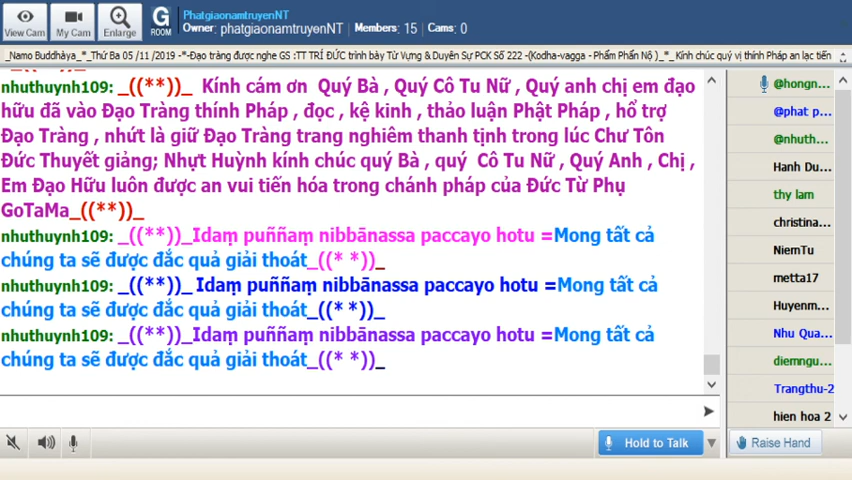 View Cam
My Cam
Enlarge
G
ROOM
PhatgiaonamtruyenNT
Owner: phatgiaonamtruyenNT | Members: 15 | Cams: 0
_Namo Buddhàya_*_Thứ Ba 05 /11 /2019 -*-Đạo tràng được nghe GS :TT TRÍ ĐỨC trình bày Từ Vựng & Duyên Sự PCK Số 222 -(Kodha-vagga - Phẩm Phẩn Nộ )_*_ Kính chúc quý vị thính Pháp an lạc tiến
nhuthuynh109: _((**))_ Kính cám ơn Quý Bà , Quý Cô Tu Nữ , Quý anh chị em đạo
hữu đã vào Đạo Tràng thính Pháp , đọc , kệ kinh , thảo luận Phật Pháp , hổ trợ
Đạo Tràng , nhứt là giữ Đạo Tràng trang nghiêm thanh tịnh trong lúc Chư Tôn
Đức Thuyết giảng; Nhựt Huỳnh kính chúc quý Bà , quý Cô Tu Nữ , Quý Anh , Chị ,
Em Đạo Hữu luôn được an vui tiến hóa trong chánh pháp của Đức Từ Phụ
GoTaMa_((**))_
nhuthuynh109: _((**))_Idaṃ puññaṃ nibbānassa paccayo hotu =Mong tất cả
chúng ta sẽ được đắc quả giải thoát_((* *))_
nhuthuynh109: _((**))_ Idaṃ puññaṃ nibbānassa paccayo hotu =Mong tất cả
chúng ta sẽ được đắc quả giải thoát_((* *))_
nhuthuynh109: _((**))_Idaṃ puññaṃ nibbānassa paccayo hotu =Mong tất cả
chúng ta sẽ được đắc quả giải thoát_((* *))_
@hongn...
@phat p...
@nhuth...
Hanh Du...
thy lam
christina...
NiemTu
metta17
Huyenm...
Nhu Qua...
diemngu...
Trangthu-2
hien hoa 2
Hold to Talk
Raise Hand